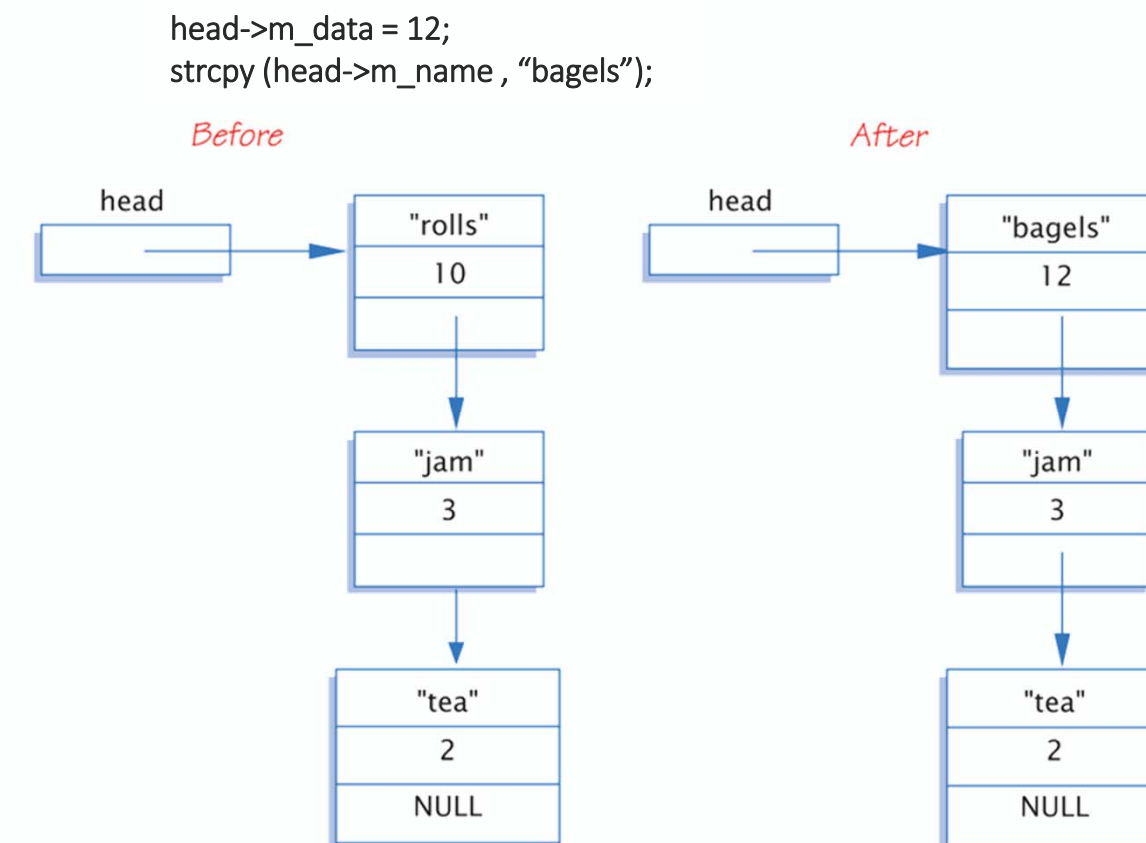 head->m_data = 12;
strcpy (head->m_name , “bagels”);
Before
After
head
"rolls"
10
"jam"
3
"tea"
2
NULL
head
"bagels"
12
"jam"
3
"tea"
2
NULL